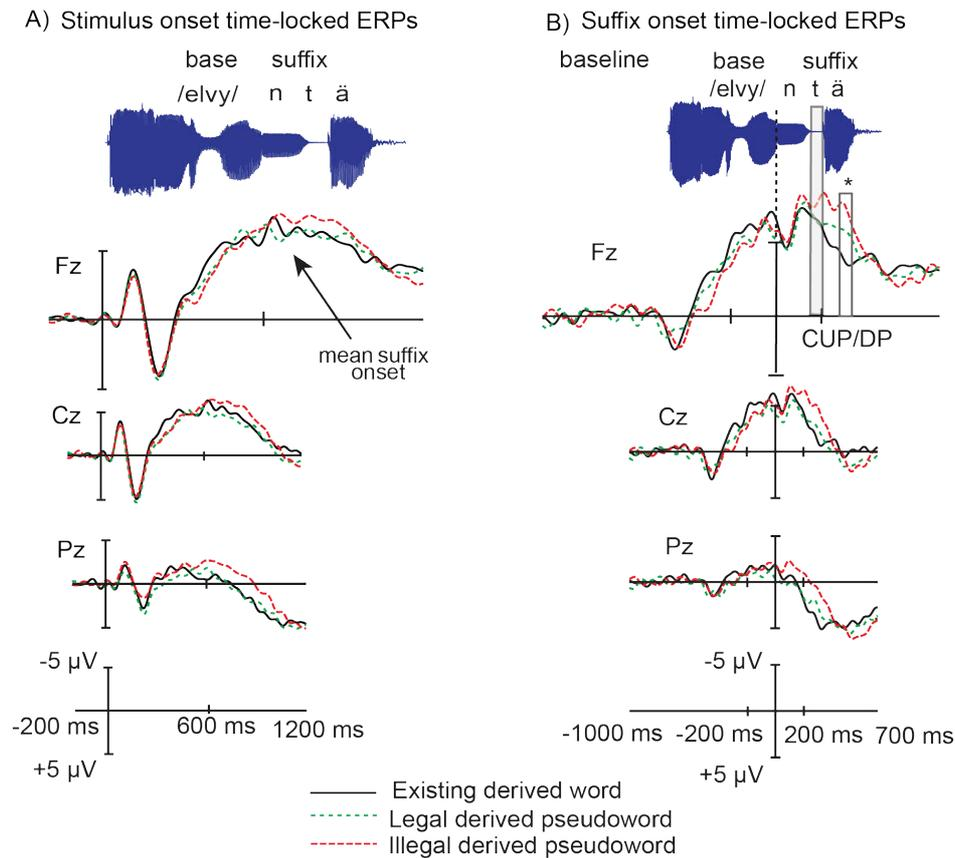 A) Stimulus onset time-locked ERPs
base suffix
/elvy/ n t ä
Fz
mean suffix
onset
Cz
Pz
-5 µV
-200 ms 600 ms 1200 ms
+5 µV
B) Suffix onset time-locked ERPs
baseline base suffix
/elvy/ n t ä
*
Fz
CUP/DP
Cz
Pz
-5 µV
-1000 ms -200 ms 200 ms 700 ms
+5 µV
Existing derived word
Legal derived pseudoword
Illegal derived pseudoword